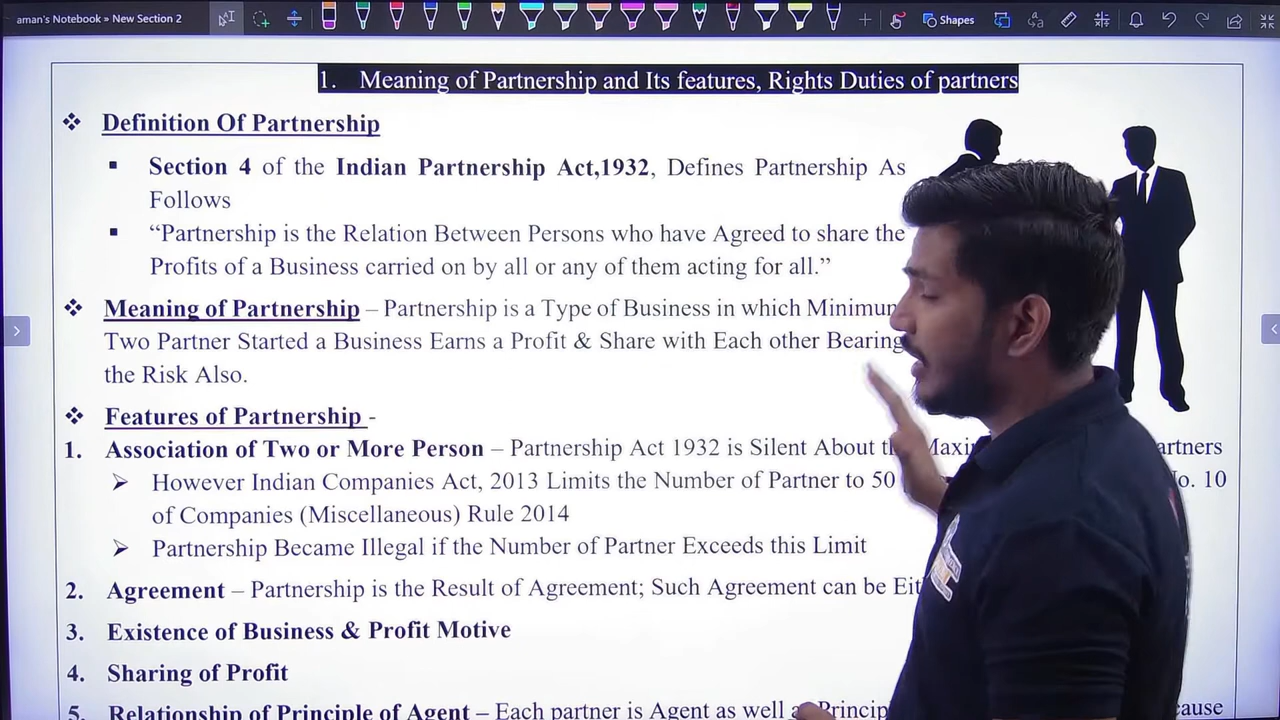 aman's Notebook » New Section 2
Shapes
1. Meaning of Partnership and Its features, Rights Duties of partners
❖ Definition Of Partnership
▪ Section 4 of the Indian Partnership Act,1932, Defines Partnership As
Follows
▪ “Partnership is the Relation Between Persons who have Agreed to share the
Profits of a Business carried on by all or any of them acting for all.”
❖ Meaning of Partnership – Partnership is a Type of Business in which
Two Partner Started a Business Earns a Profit & Share with Each other Bearing
the Risk Also.
❖ Features of Partnership -
1. Association of Two or More Person – Partnership Act 1932 is Silent About
➢ However Indian Companies Act, 2013 Limits the Number of Partner to 50 10
of Companies (Miscellaneous) Rule 2014
➢ Partnership Became Illegal if the Number of Partner Exceeds this Limit
2. Agreement – Partnership is the Result of Agreement; Such Agreement can be
3. Existence of Business & Profit Motive
4. Sharing of Profit
5. Relationship of Principle of Agent – Each partner is Agent as well